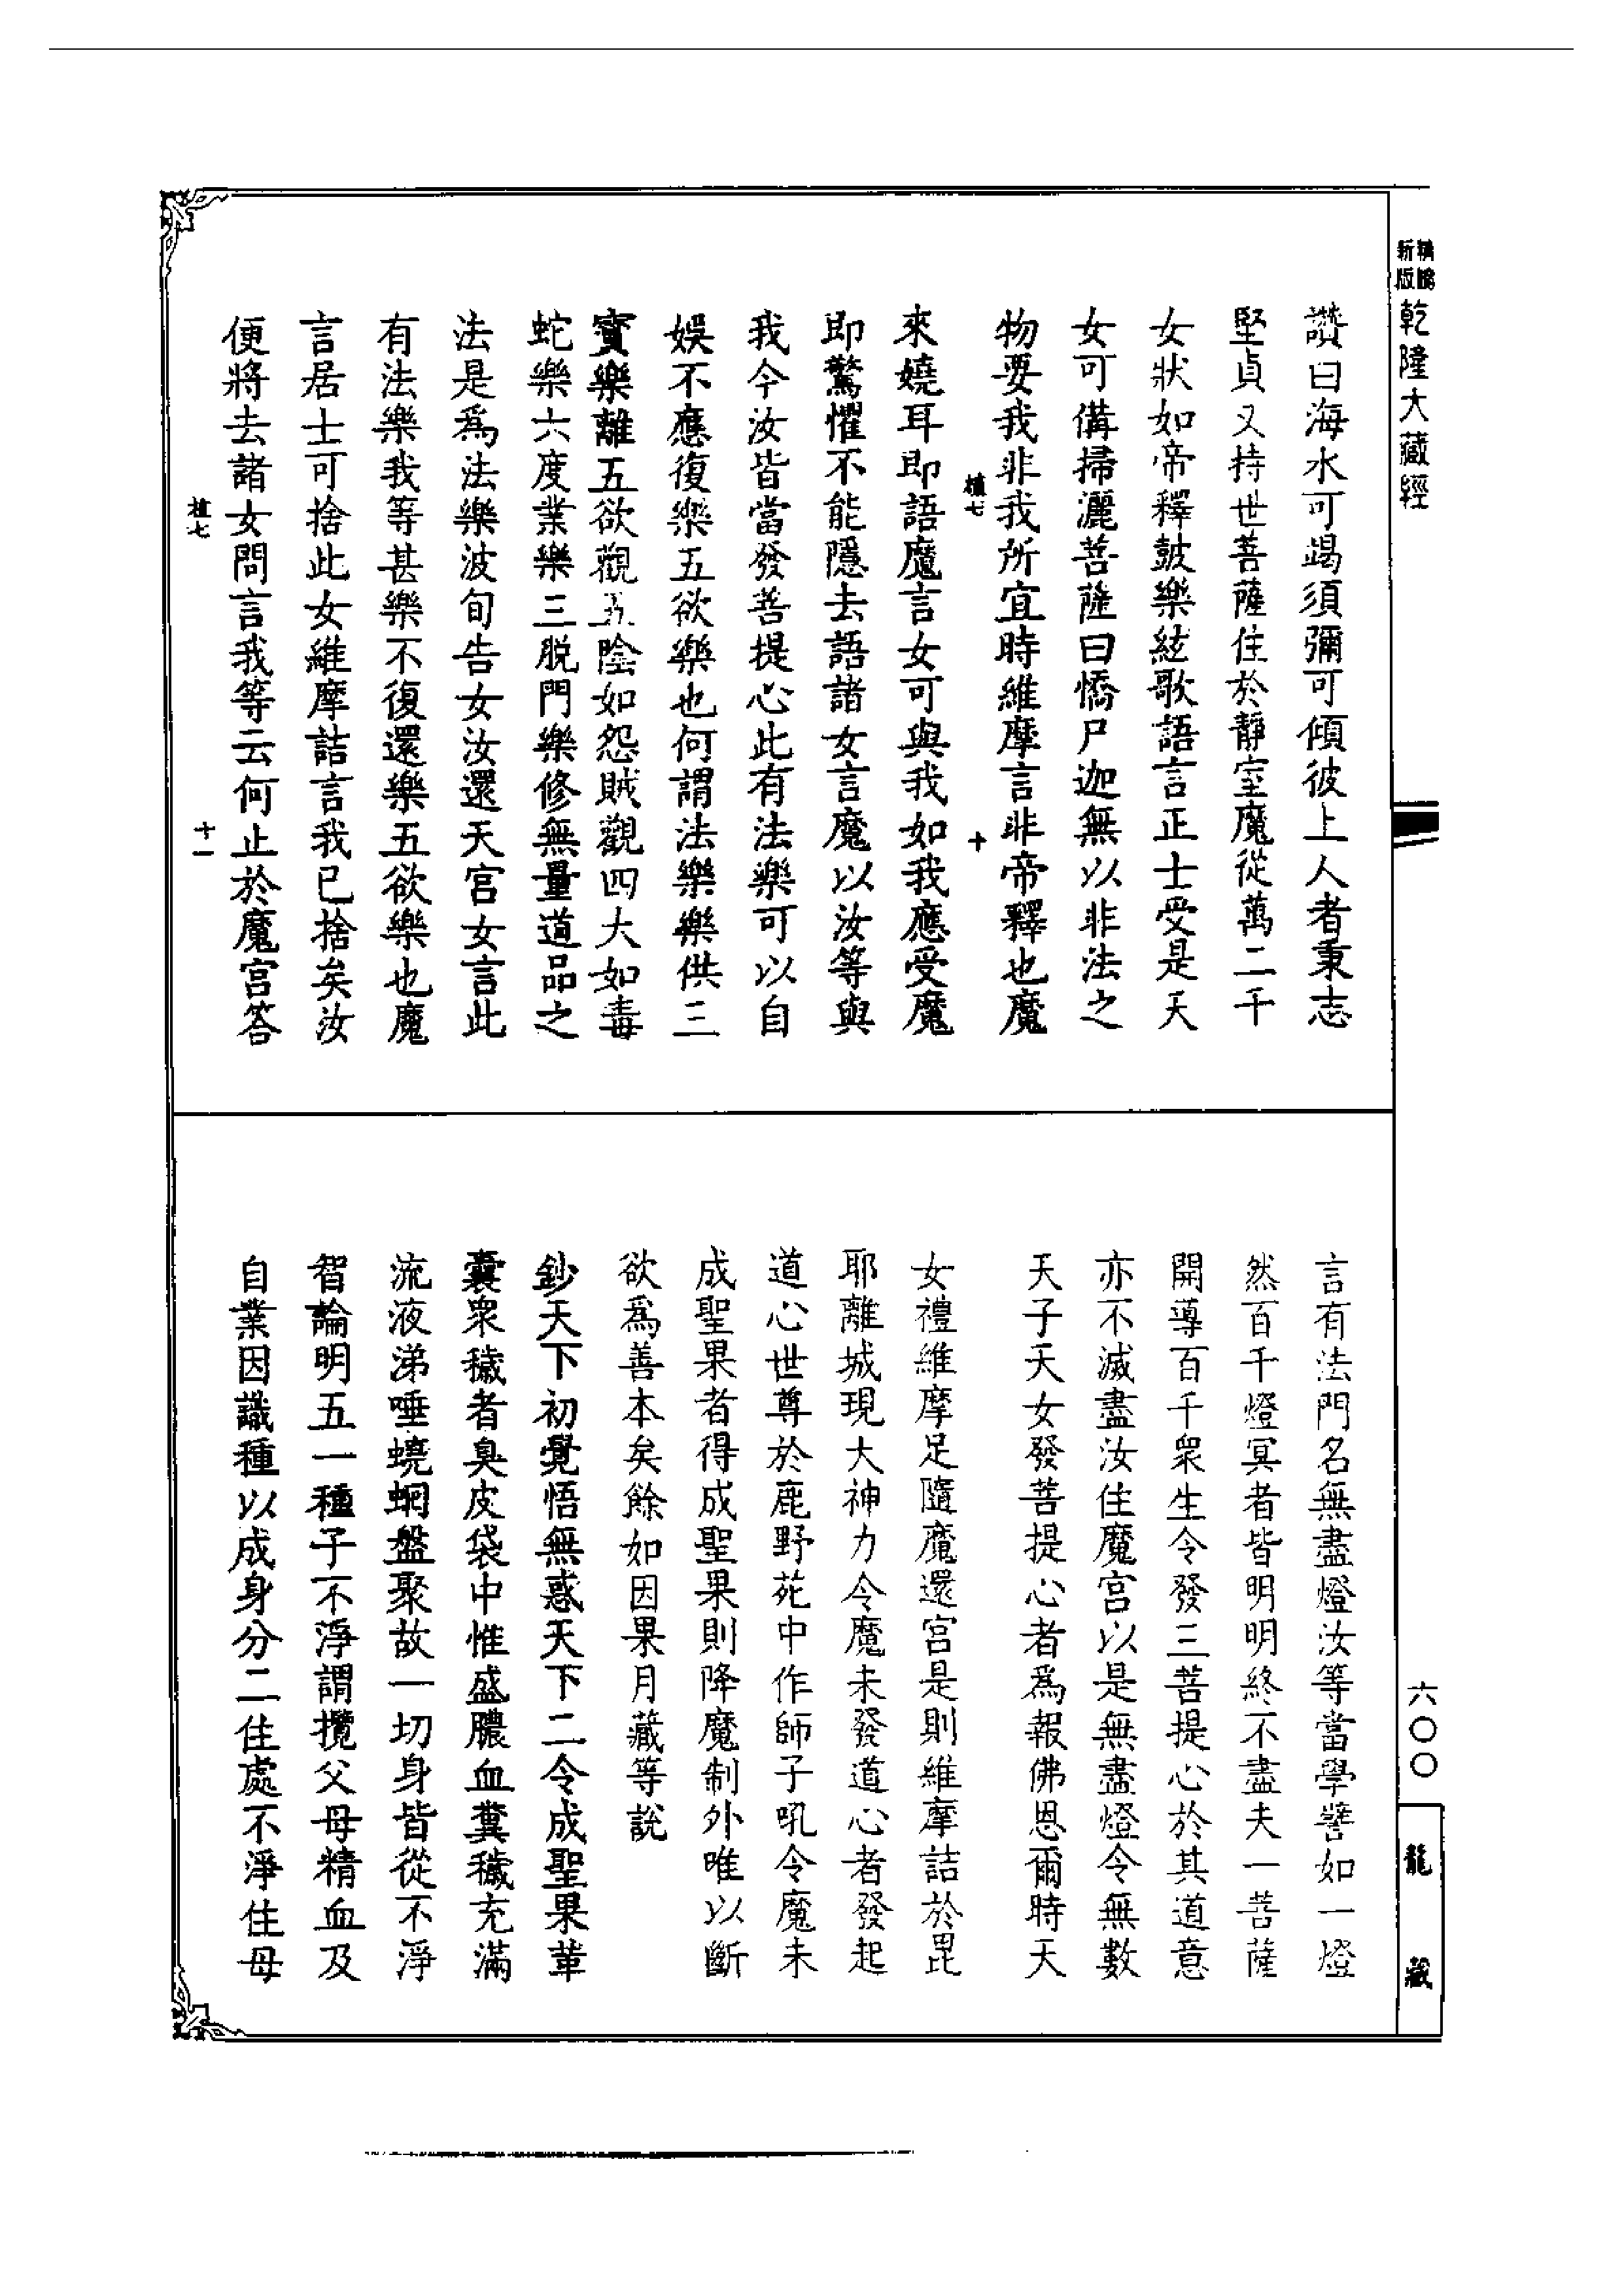 精縮新版 乾隆大藏經
讚曰海水可竭須彌可傾彼上人者秉志
堅貞又持世菩薩住於靜室魔從萬二千
女狀如帝釋鼓樂絃歌語言正士受是天
女可備掃灑菩薩曰憍尸迦無以非法之
物要我非我所宜時維摩言非帝釋也魔
植七 十
來嬈耳即語魔言女可與我如我應受魔
即驚懼不能隱去語諸女言魔以汝等與
我今汝皆當發菩提心此有法樂可以自
娛不應復樂五欲樂也何謂法樂樂供三
寶樂離五欲觀五陰如怨賊觀四大如毒
蛇樂六度業樂三脫門樂修無量道品之
法是爲法樂波旬告女汝還天宮女言此
有法樂我等甚樂不復還樂五欲樂也魔
言居士可捨此女維摩詰言我已捨矣汝
便將去諸女問言我等云何止於魔宮答
植七 十一
言有法門名無盡燈汝等當學譬如一燈
然百千燈冥者皆明明終不盡夫一菩薩
開導百千衆生令發三菩提心於其道意
亦不滅盡汝住魔宮以是無盡燈令無數
天子天女發菩提心者爲報佛恩爾時天
女禮維摩足隨魔還宮是則維摩詰於毘
耶離城現大神力令魔未發道心者發起
道心世尊於鹿野苑中作師子吼令魔未
成聖果者得成聖果則降魔制外唯以斷
欲爲善本矣餘如因果月藏等說
鈔天下初覺悟無惑天下二令成聖果革
囊衆穢者臭皮袋中惟盛膿血糞穢充滿
流液涕唾蟯蛔盤聚故一切身皆從不淨
智論明五一種子不淨謂攬父母精血及
自業因識種以成身分二住處不淨住母
六〇〇
龍藏